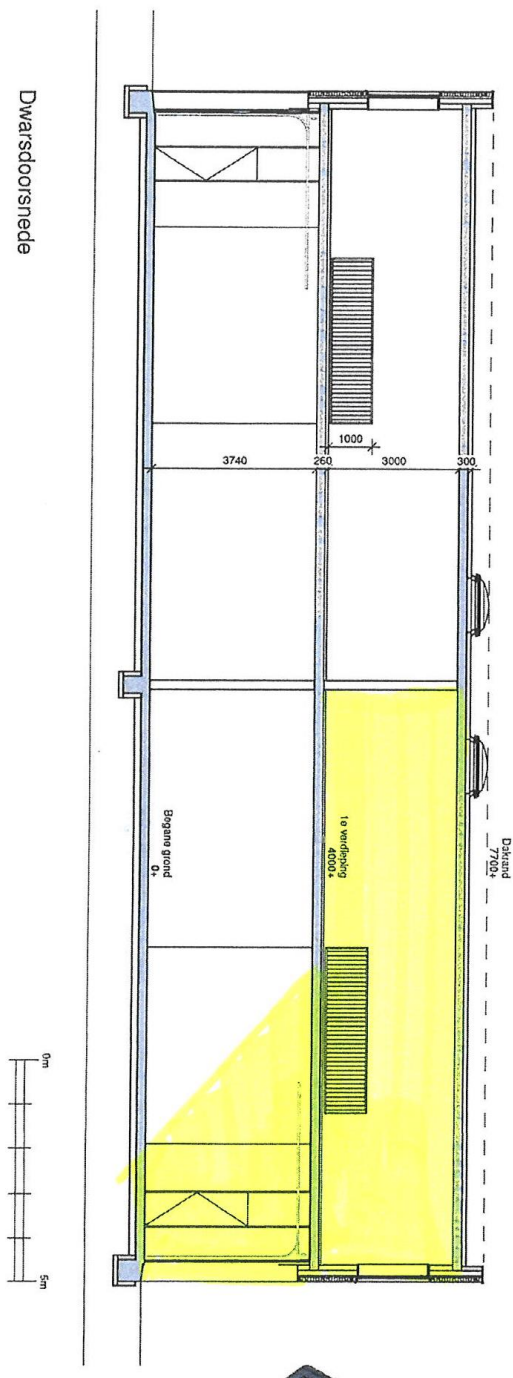 Dakrand
7700+
1000
3740
260
3000
300
1e verdieping
4000+
Begane grond
0+
0m
5m
Dwarsdoorsnede